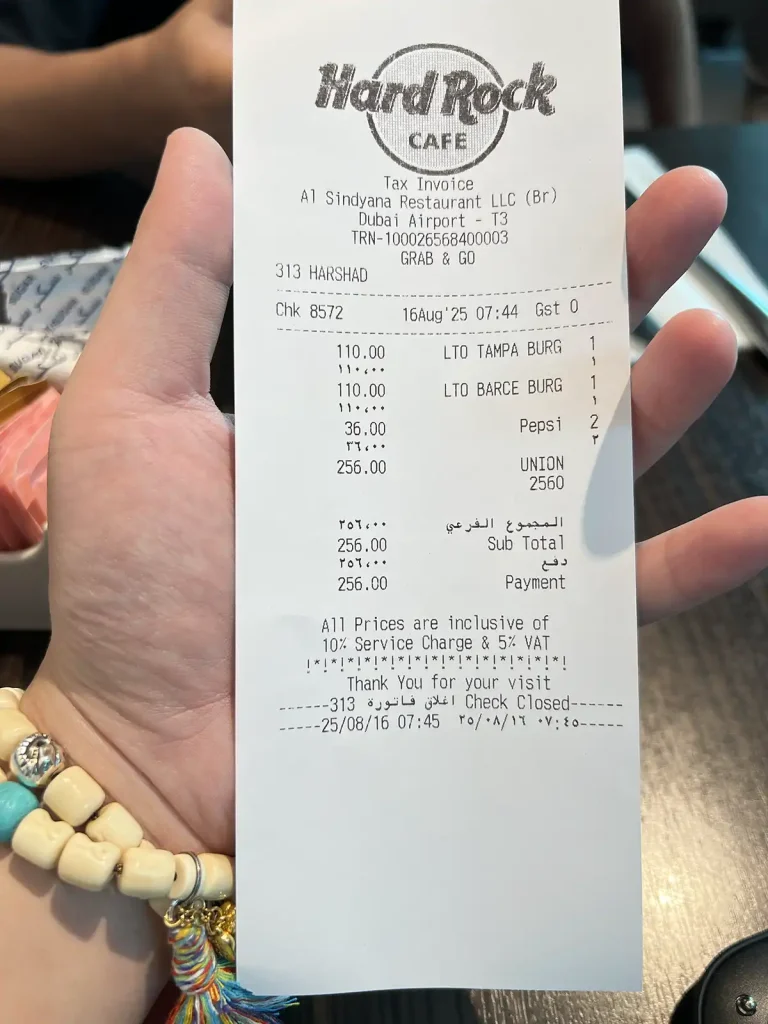 Hard Rock
CAFE
Tax Invoice
Al Sindyana Restaurant LLC (Br)
Dubai Airport - T3
TRN-100026568400003
GRAB & GO
313 HARSHAD
Chk 8572 16Aug'25 07:44 Gst 0
110.00 LTO TAMPA BURG 1
١١٠،٠٠ ١
110.00 LTO BARCE BURG 1
١١٠،٠٠ ١
36.00 Pepsi 2
٣٦،٠٠ ٢
256.00 UNION
2560
٢٥٦،٠٠ المجموع الفرعي
256.00 Sub Total
٢٥٦،٠٠ دفع
256.00 Payment
All Prices are inclusive of
10% Service Charge & 5% VAT
!*!*!*!*!*!*!*!*!*!*!*!*!*!*!*!*!
Thank You for your visit
------313 اغلاق فاتورة Check Closed------
-----25/08/16 07:45 ٢٥/٠٨/١٦ ٠٧:٤٥-----